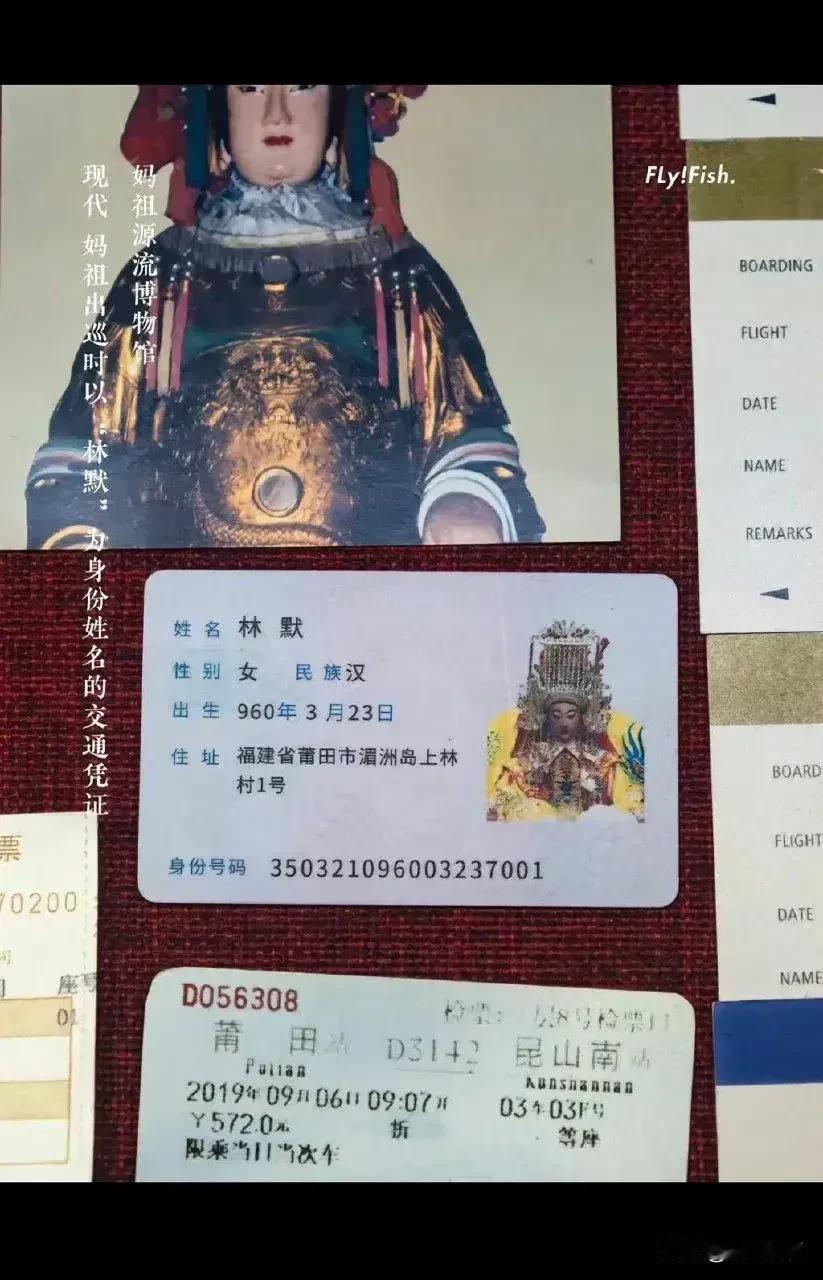 妈祖源流博物馆
现代 妈祖出巡时以“林默”为身份姓名的交通凭证
FLy!Fish.
BOARDING
FLIGHT
DATE
NAME
REMARKS
姓名 林默
性别 女 民族 汉
出生 960年3月23日
住址 福建省莆田市湄洲岛上林
村1号
身份号码 350321096003237001
BOARD
FLIGHT
DATE
NAME
票
70200
座号
01
D056308
莆田站 D3142 昆山南站
Putian Kunshannan
2019年09月06日09:07开 03车03F号
￥572.0元 折 等座
限乘当日当次车